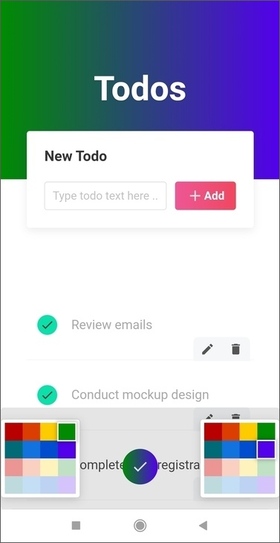 Todos
New Todo
Type todo text here ..
+ Add
Review emails
Conduct mockup design
omplete registra